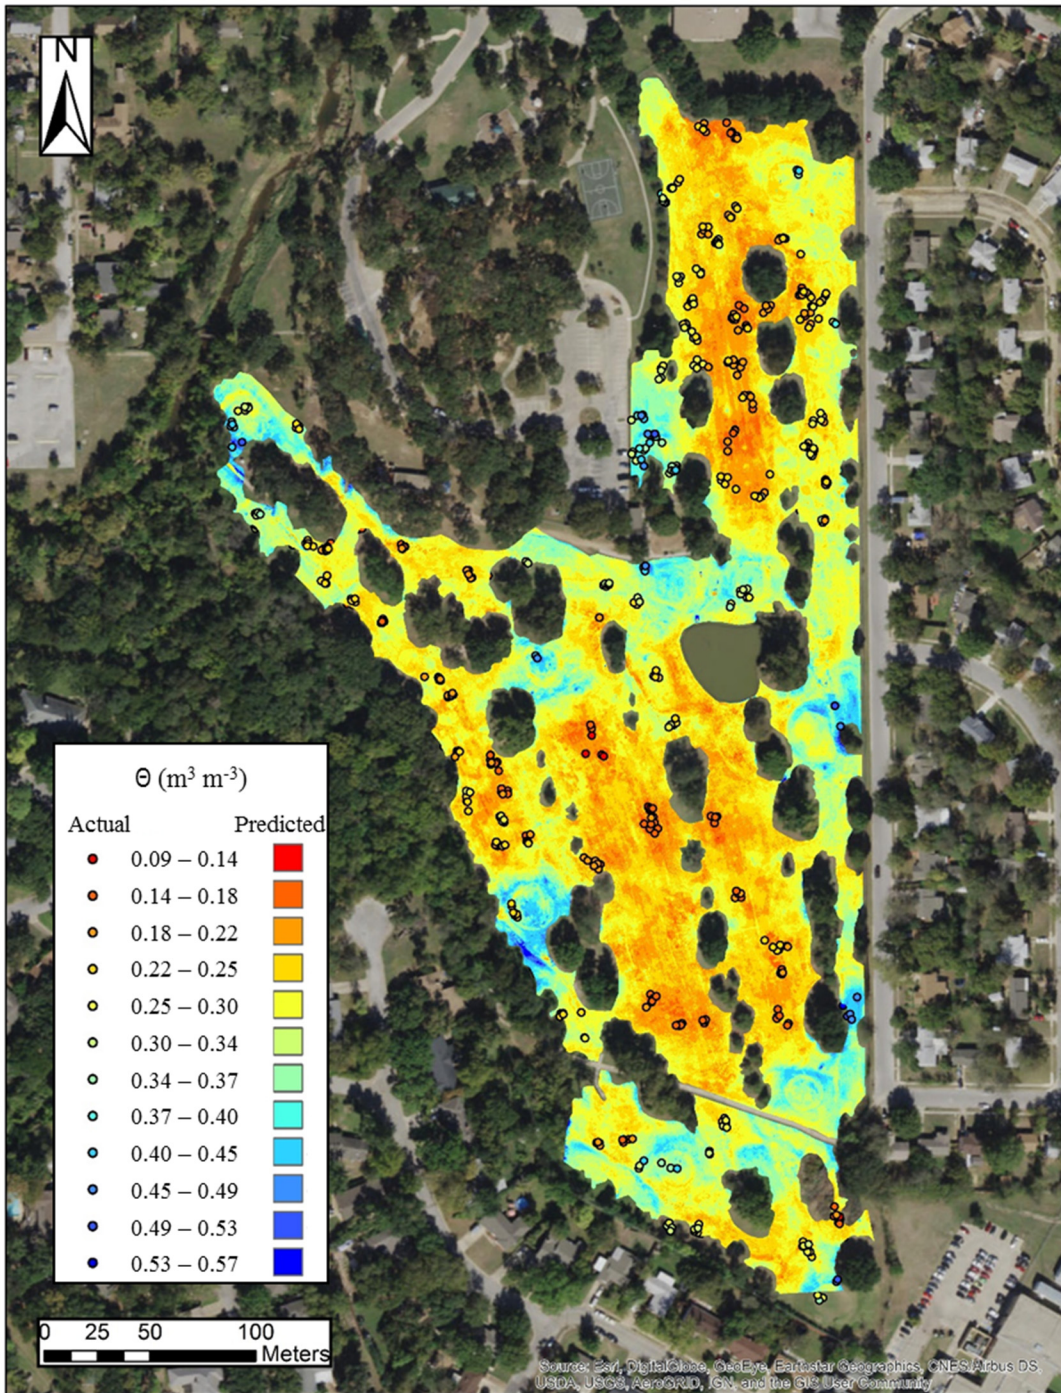 N
Θ (m³ m⁻³)
Actual Predicted
0.09 – 0.14
0.14 – 0.18
0.18 – 0.22
0.22 – 0.25
0.25 – 0.30
0.30 – 0.34
0.34 – 0.37
0.37 – 0.40
0.40 – 0.45
0.45 – 0.49
0.49 – 0.53
0.53 – 0.57
0 25 50 100
Meters
Source: Esri, DigitalGlobe, GeoEye, Earthstar Geographics, CNES/Airbus DS,
USDA, USGS, AeroGRID, IGN, and the GIS User Community